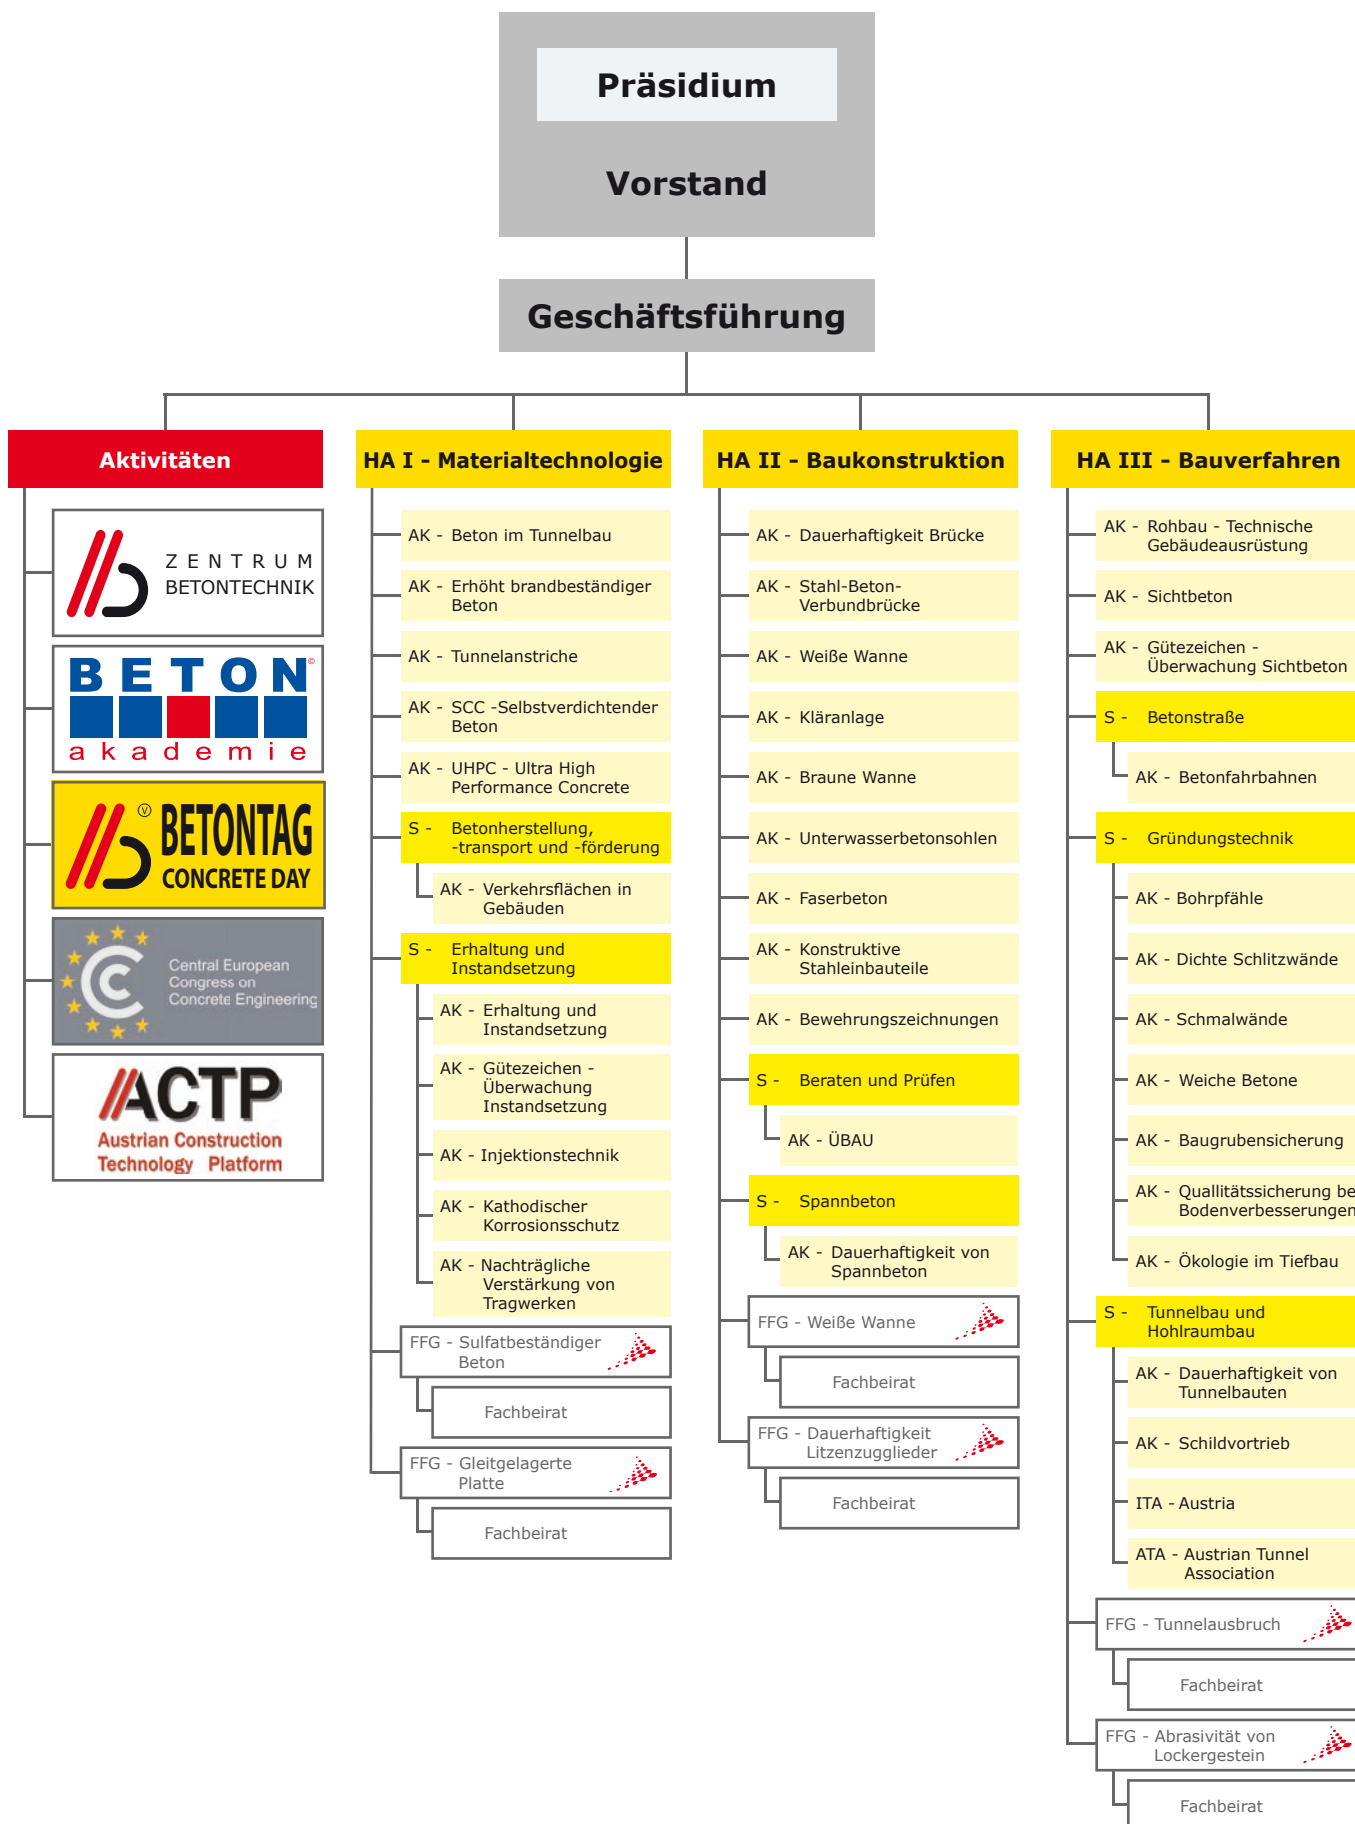 Präsidium
Vorstand
Geschäftsführung
Aktivitäten
ZENTRUM
BETONTECHNIK
BETON©
akademie
Ⓥ BETONTAG
CONCRETE DAY
Central European
Congress on
Concrete Engineering
ACTP
Austrian Construction
Technology Platform
HA I - Materialtechnologie
AK - Beton im Tunnelbau
AK - Erhöht brandbeständiger
Beton
AK - Tunnelanstriche
AK - SCC -Selbstverdichtender
Beton
AK - UHPC - Ultra High
Performance Concrete
S - Betonherstellung,
-transport und -förderung
AK - Verkehrsflächen in
Gebäuden
S - Erhaltung und
Instandsetzung
AK - Erhaltung und
Instandsetzung
AK - Gütezeichen -
Überwachung
Instandsetzung
AK - Injektionstechnik
AK - Kathodischer
Korrosionsschutz
AK - Nachträgliche
Verstärkung von
Tragwerken
FFG - Sulfatbeständiger
Beton
Fachbeirat
FFG - Gleitgelagerte
Platte
Fachbeirat
HA II - Baukonstruktion
AK - Dauerhaftigkeit Brücke
AK - Stahl-Beton-
Verbundbrücke
AK - Weiße Wanne
AK - Kläranlage
AK - Braune Wanne
AK - Unterwasserbetonsohlen
AK - Faserbeton
AK - Konstruktive
Stahleinbauteile
AK - Bewehrungszeichnungen
S - Beraten und Prüfen
AK - ÜBAU
S - Spannbeton
AK - Dauerhaftigkeit von
Spannbeton
FFG - Weiße Wanne
Fachbeirat
FFG - Dauerhaftigkeit
Litzenzugglieder
Fachbeirat
HA III - Bauverfahren
AK - Rohbau - Technische
Gebäudeausrüstung
AK - Sichtbeton
AK - Gütezeichen -
Überwachung Sichtbeton
S - Betonstraße
AK - Betonfahrbahnen
S - Gründungstechnik
AK - Bohrpfähle
AK - Dichte Schlitzwände
AK - Schmalwände
AK - Weiche Betone
AK - Baugrubensicherung
AK - Quallitätssicherung be
Bodenverbesserungen
AK - Ökologie im Tiefbau
S - Tunnelbau und
Hohlraumbau
AK - Dauerhaftigkeit von
Tunnelbauten
AK - Schildvortrieb
ITA - Austria
ATA - Austrian Tunnel
Association
FFG - Tunnelausbruch
Fachbeirat
FFG - Abrasivität von
Lockergestein
Fachbeirat